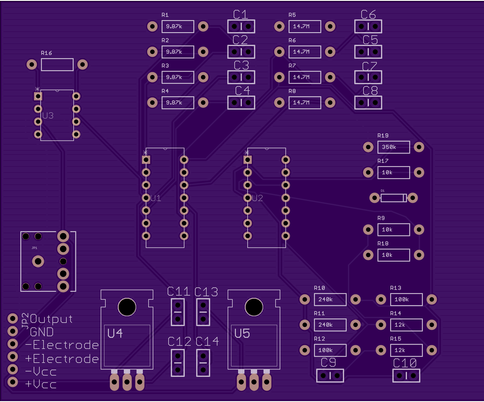 R1
9.07k
C1
R5
14.7M
C6
R2
9.07k
C2
R6
14.7M
C5
R3
9.07k
C3
R7
14.7M
C7
R4
9.07k
C4
R8
14.7M
C8
R16
U3
R19
350k
R17
10k
U1
U2
R9
10k
R18
10k
R10
240k
R13
100k
R11
240k
R14
12k
R12
100k
R15
12k
C9
C10
C11
C13
C12
C14
U4
U5
JP2
Output
GND
-Electrode
+Electrode
-Vcc
+Vcc